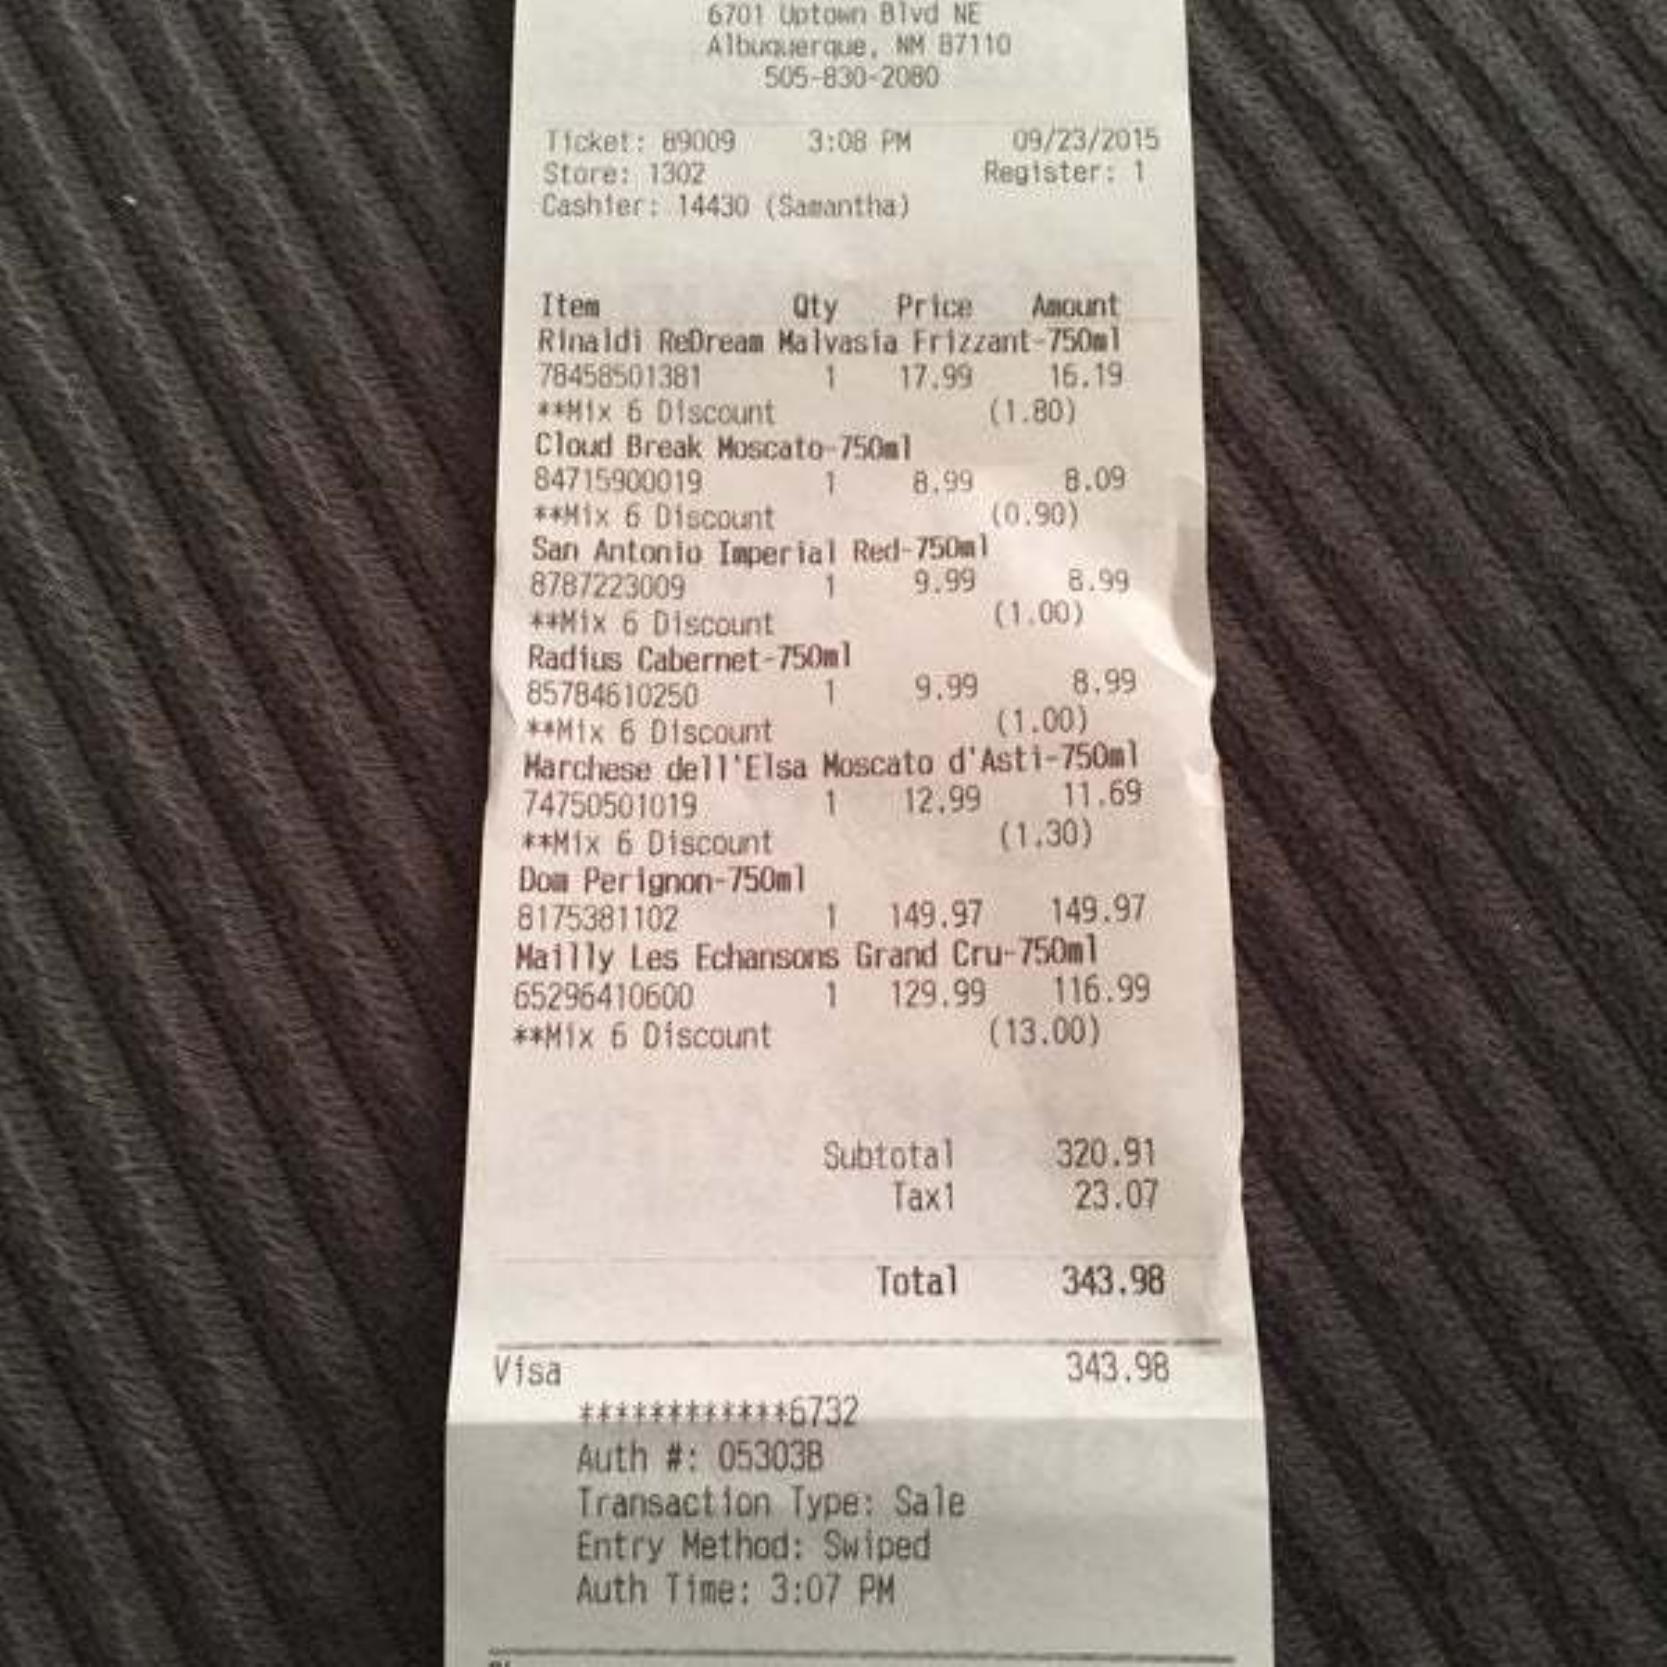 6701 Uptown Blvd NE
Albuquerque, NM 87110
505-830-2080
Ticket: 89009 3:08 PM 09/23/2015
Store: 1302 Register: 1
Cashier: 14430 (Samantha)
Item Qty Price Amount
Rinaldi ReDream Malvasia Frizzant-750ml
78458501381 1 17.99 16.19
**Mix 6 Discount (1.80)
Cloud Break Moscato-750ml
84715900019 1 8.99 8.09
**Mix 6 Discount (0.90)
San Antonio Imperial Red-750ml
8787223009 1 9.99 8.99
**Mix 6 Discount (1.00)
Radius Cabernet-750ml
85784610250 1 9.99 8.99
**Mix 6 Discount (1.00)
Marchese dell'Elsa Moscato d'Asti-750ml
74750501019 1 12.99 11.69
**Mix 6 Discount (1.30)
Dom Perignon-750ml
8175381102 1 149.97 149.97
Mailly Les Echansons Grand Cru-750ml
65296410600 1 129.99 116.99
**Mix 6 Discount (13.00)
Subtotal 320.91
Tax1 23.07
Total 343.98
Visa 343.98
************6732
Auth #: 05303B
Transaction Type: Sale
Entry Method: Swiped
Auth Time: 3:07 PM